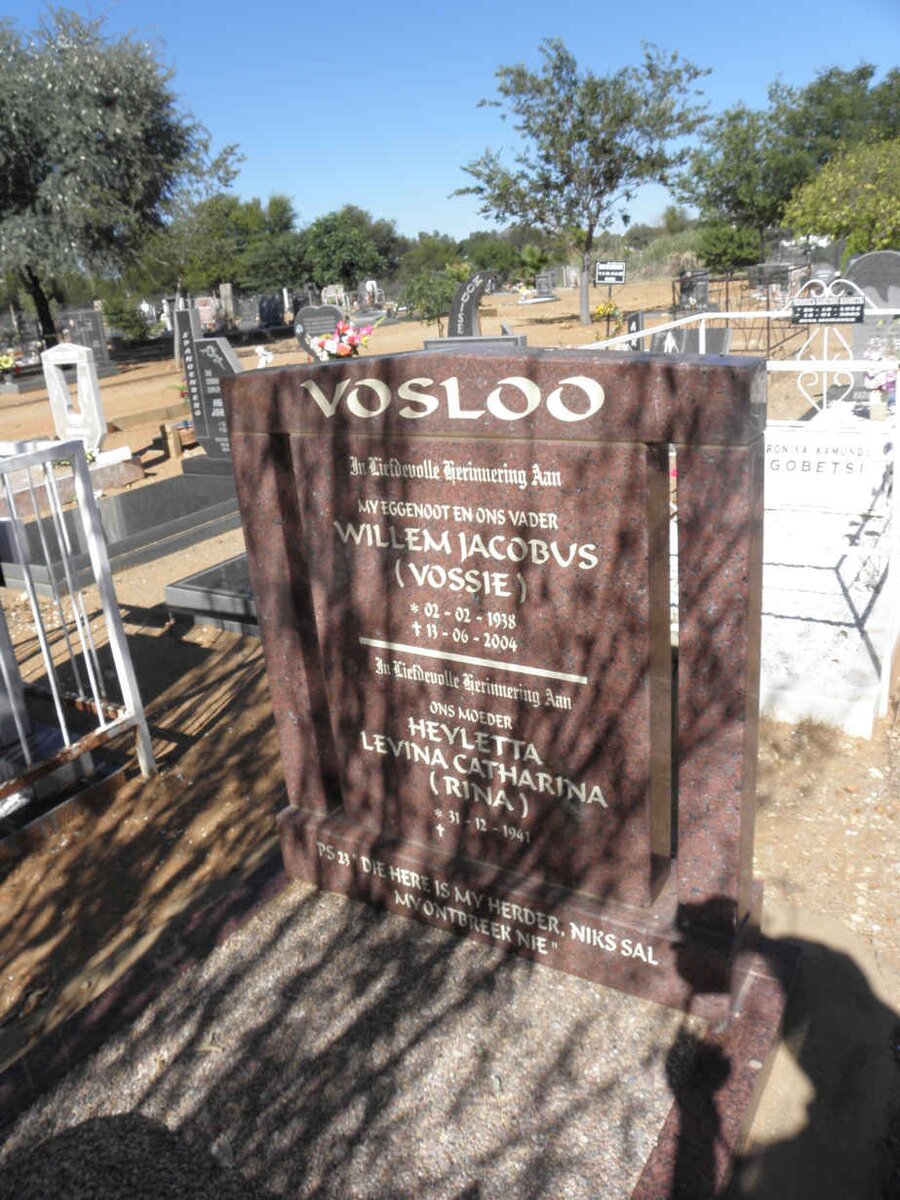 VOSLOO
In Liefdevolle Herinnering Aan
MY EGGENOOT EN ONS VADER
WILLEM JACOBUS
(VOSSIE)
* 02 - 02 - 1938
† 13 - 06 - 2004
In Liefdevolle Herinnering Aan
ONS MOEDER
HEYLETTA
LEVINA CATHARINA
(RINA)
* 31 - 12 - 1941
†
PS 23 " DIE HERE IS MY HERDER, NIKS SAL
MY ONTBREEK NIE "
SPANGENBERG
GOBETSI